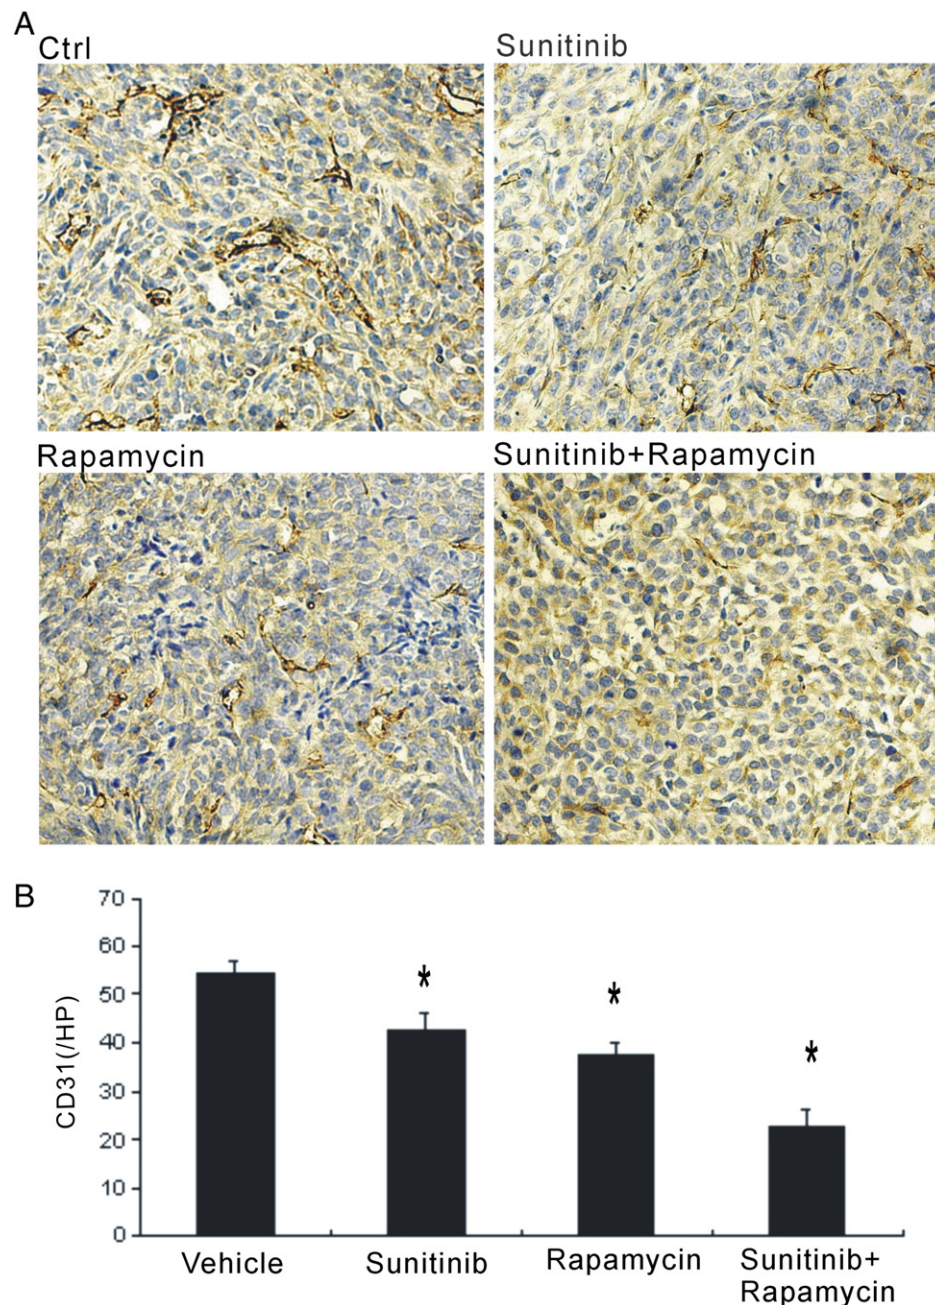 A
Ctrl
Sunitinib
Rapamycin
Sunitinib+Rapamycin
B
70
60
50
40
30
20
10
0
CD31(/HP)
*
*
*
Vehicle
Sunitinib
Rapamycin
Sunitinib+
Rapamycin